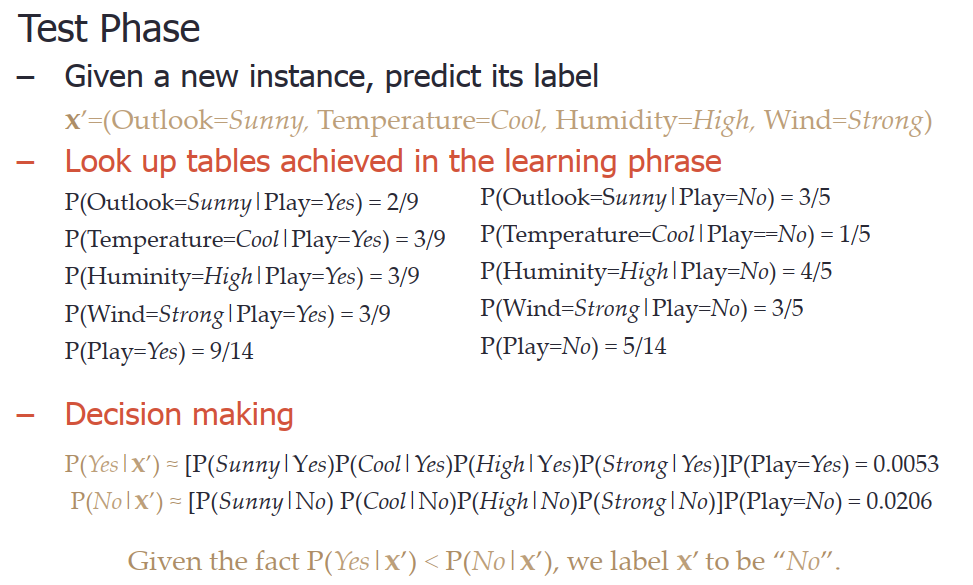 Test Phase
– Given a new instance, predict its label
x′=(Outlook=Sunny, Temperature=Cool, Humidity=High, Wind=Strong)
– Look up tables achieved in the learning phrase
P(Outlook=Sunny|Play=Yes) = 2/9
P(Temperature=Cool|Play=Yes) = 3/9
P(Huminity=High|Play=Yes) = 3/9
P(Wind=Strong|Play=Yes) = 3/9
P(Play=Yes) = 9/14
P(Outlook=Sunny|Play=No) = 3/5
P(Temperature=Cool|Play==No) = 1/5
P(Huminity=High|Play=No) = 4/5
P(Wind=Strong|Play=No) = 3/5
P(Play=No) = 5/14
– Decision making
P(Yes|x′) ≈ [P(Sunny|Yes)P(Cool|Yes)P(High|Yes)P(Strong|Yes)]P(Play=Yes) = 0.0053
P(No|x′) ≈ [P(Sunny|No) P(Cool|No)P(High|No)P(Strong|No)]P(Play=No) = 0.0206
Given the fact P(Yes|x′) < P(No|x′), we label x′ to be “No”.